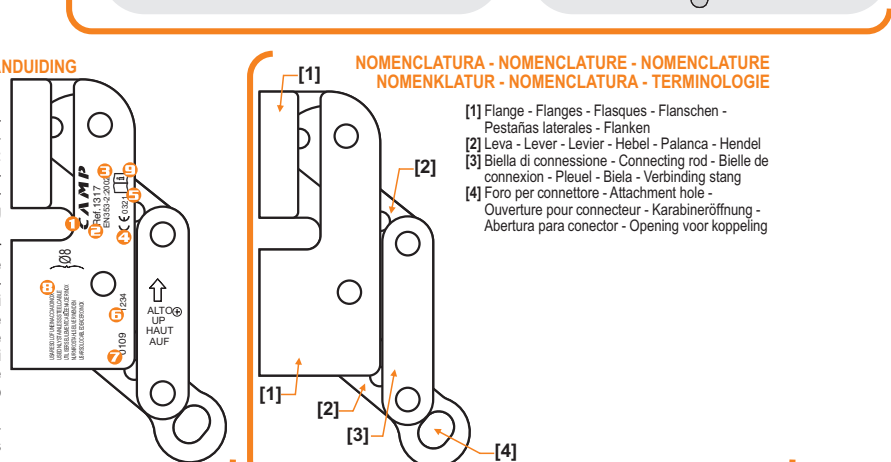 ANDUIDING
CAMP
Ref. 1317
EN353-2:2002
0321
Ø8
1
2
3
4
5
6
7
8
9
1234
0109
ALTO
UP
HAUT
AUF
NOMENCLATURA - NOMENCLATURE - NOMENCLATURE
NOMENKLATUR - NOMENCLATURA - TERMINOLOGIE
[1] Flange - Flanges - Flasques - Flanschen -
Pestañas laterales - Flanken
[2] Leva - Lever - Levier - Hebel - Palanca - Hendel
[3] Biella di connessione - Connecting rod - Bielle de
connexion - Pleuel - Biela - Verbinding stang
[4] Foro per connettore - Attachment hole -
Ouverture pour connecteur - Karabineröffnung -
Abertura para conector - Opening voor koppeling
[1]
[2]
[1]
[2]
[3]
[4]